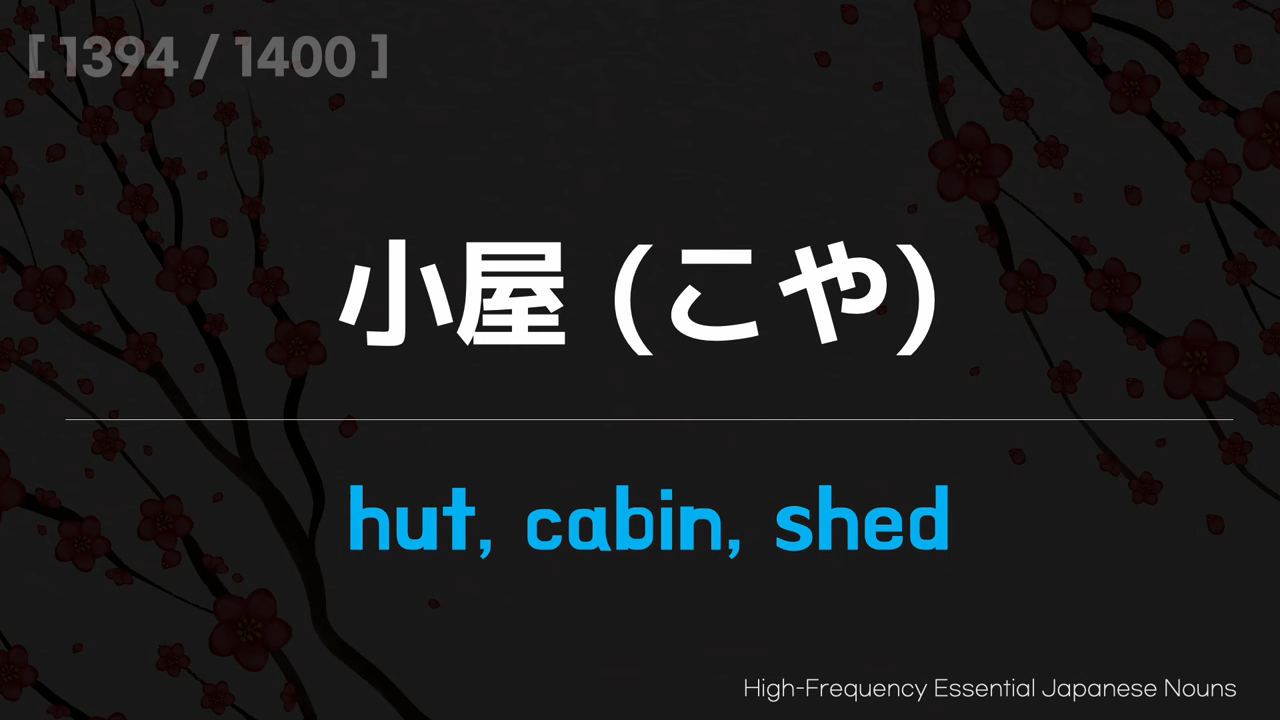 [ 1394 / 1400 ]
小屋 (こや)
hut, cabin, shed
High-Frequency Essential Japanese Nouns